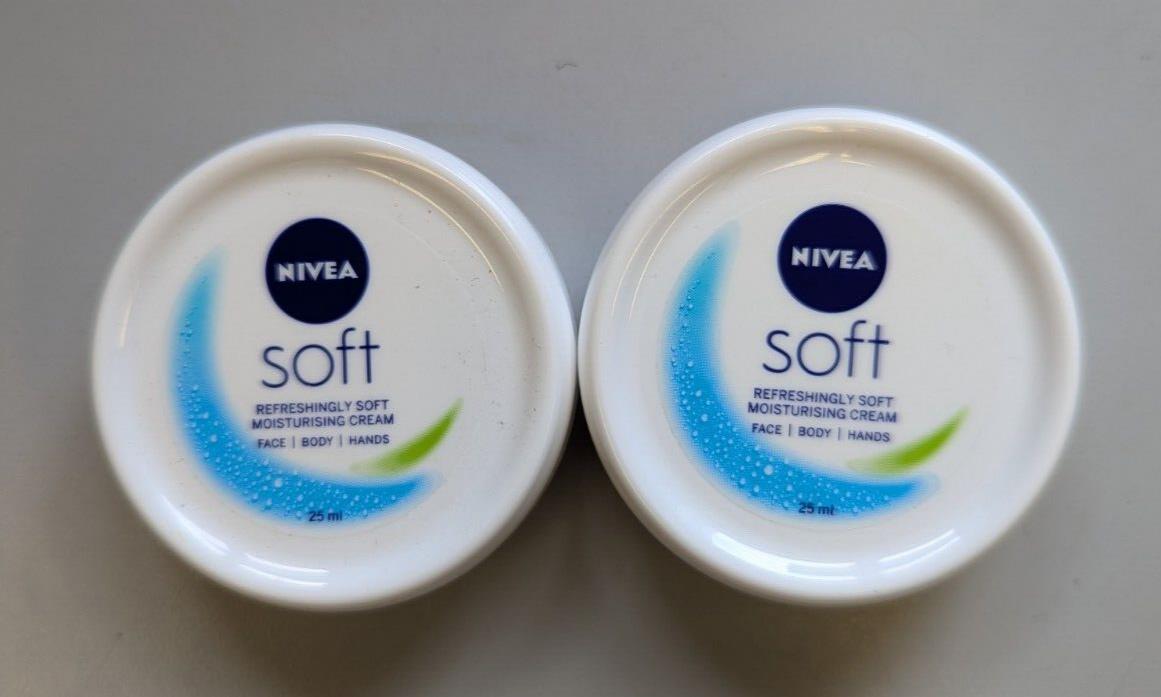 NIVEA
soft
REFRESHINGLY SOFT
MOISTURISING CREAM
FACE | BODY | HANDS
25 ml
NIVEA
soft
REFRESHINGLY SOFT
MOISTURISING CREAM
FACE | BODY | HANDS
25 ml